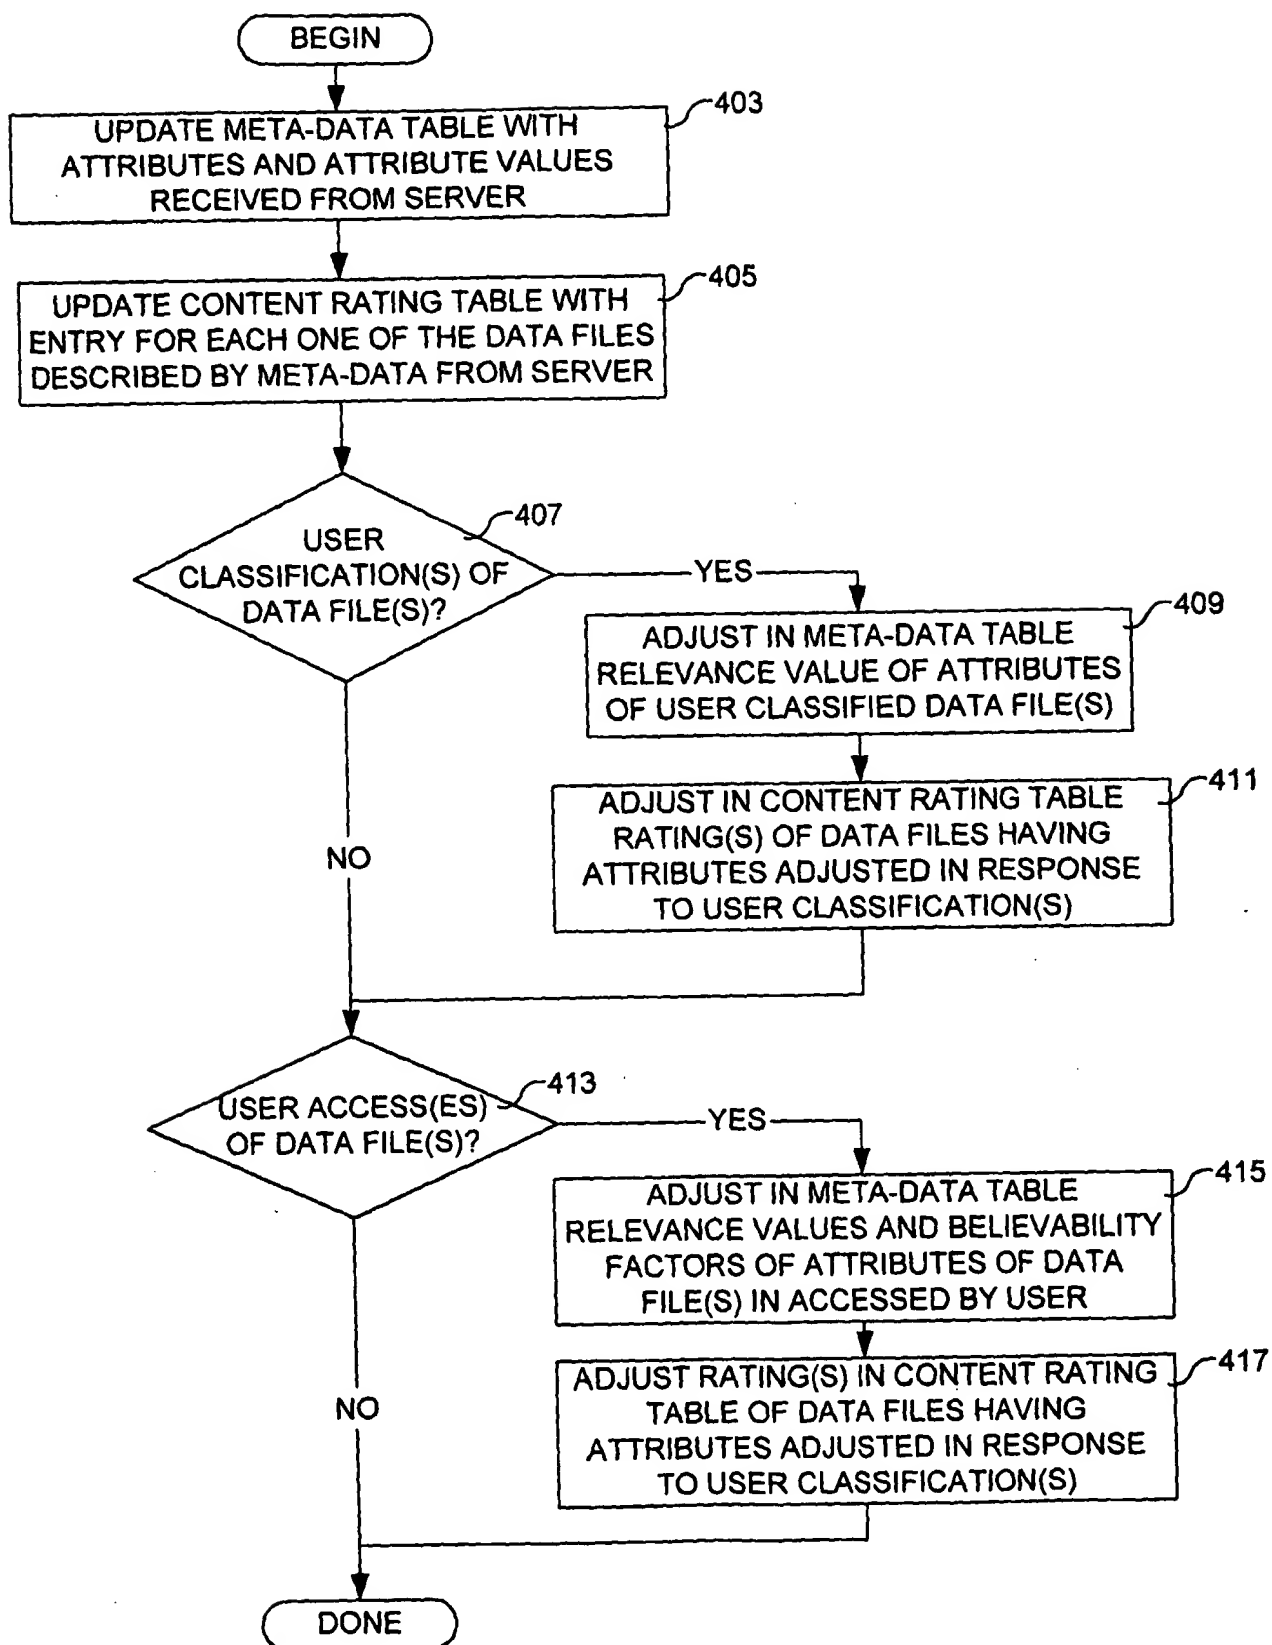 BEGIN
403
UPDATE META-DATA TABLE WITH
ATTRIBUTES AND ATTRIBUTE VALUES
RECEIVED FROM SERVER
405
UPDATE CONTENT RATING TABLE WITH
ENTRY FOR EACH ONE OF THE DATA FILES
DESCRIBED BY META-DATA FROM SERVER
407
USER
CLASSIFICATION(S) OF
DATA FILE(S)?
YES
409
ADJUST IN META-DATA TABLE
RELEVANCE VALUE OF ATTRIBUTES
OF USER CLASSIFIED DATA FILE(S)
411
ADJUST IN CONTENT RATING TABLE
RATING(S) OF DATA FILES HAVING
ATTRIBUTES ADJUSTED IN RESPONSE
TO USER CLASSIFICATION(S)
NO
413
USER ACCESS(ES)
OF DATA FILE(S)?
YES
415
ADJUST IN META-DATA TABLE
RELEVANCE VALUES AND BELIEVABILITY
FACTORS OF ATTRIBUTES OF DATA
FILE(S) IN ACCESSED BY USER
417
ADJUST RATING(S) IN CONTENT RATING
TABLE OF DATA FILES HAVING
ATTRIBUTES ADJUSTED IN RESPONSE
TO USER CLASSIFICATION(S)
NO
DONE